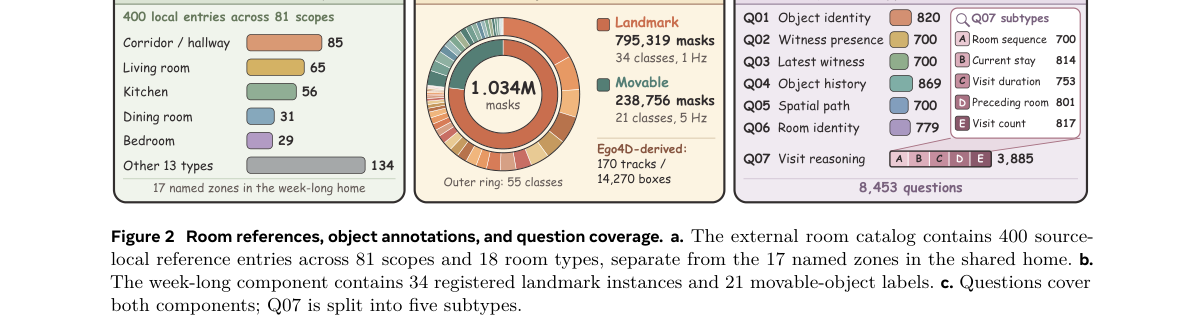 400 local entries across 81 scopes
Corridor / hallway 85
Living room 65
Kitchen 56
Dining room 31
Bedroom 29
Other 13 types 134
17 named zones in the week-long home
1.034M
masks
Outer ring: 55 classes
Landmark
795,319 masks
34 classes, 1 Hz
Movable
238,756 masks
21 classes, 5 Hz
Ego4D-derived:
170 tracks /
14,270 boxes
Q01 Object identity 820
Q02 Witness presence 700
Q03 Latest witness 700
Q04 Object history 869
Q05 Spatial path 700
Q06 Room identity 779
Q07 subtypes
A Room sequence 700
B Current stay 814
C Visit duration 753
D Preceding room 801
E Visit count 817
Q07 Visit reasoning A B C D E 3,885
8,453 questions
Figure 2 Room references, object annotations, and question coverage. a. The external room catalog contains 400 source-
local reference entries across 81 scopes and 18 room types, separate from the 17 named zones in the shared home. b.
The week-long component contains 34 registered landmark instances and 21 movable-object labels. c. Questions cover
both components; Q07 is split into five subtypes.